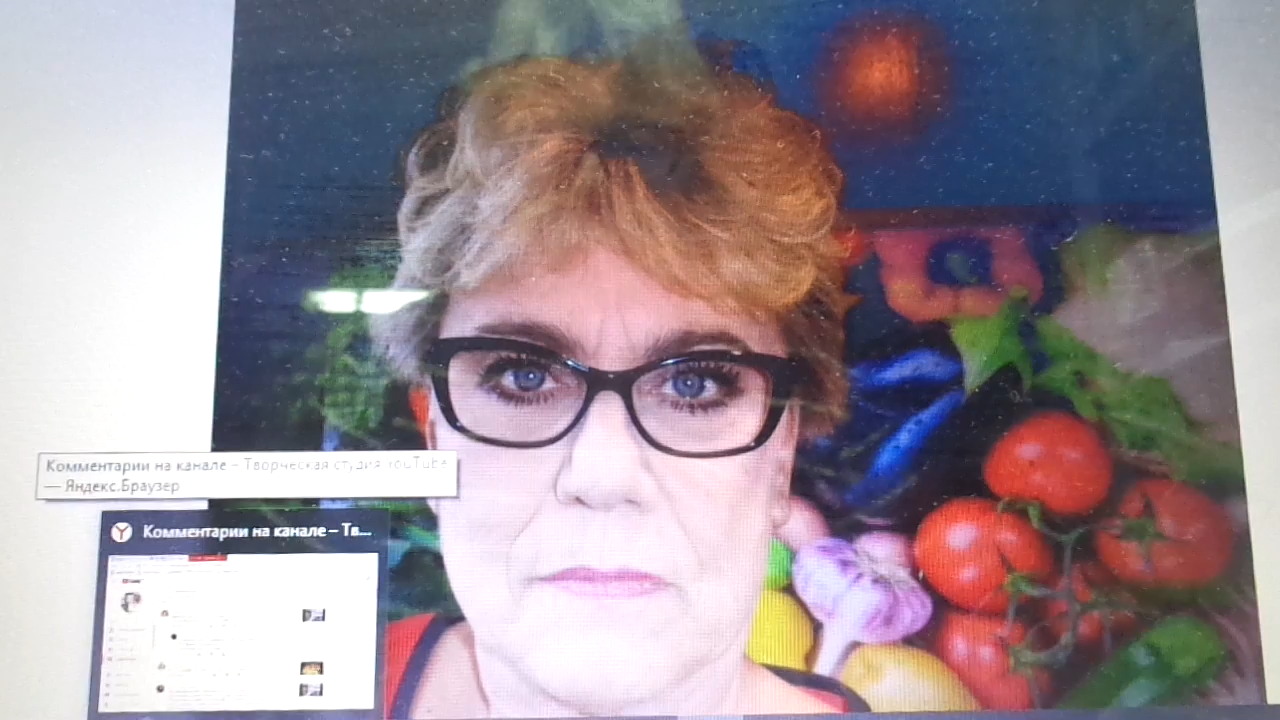 Комментарии на канале – Творческая студия YouTube
— Яндекс.Браузер
Комментарии на канале – Тв...